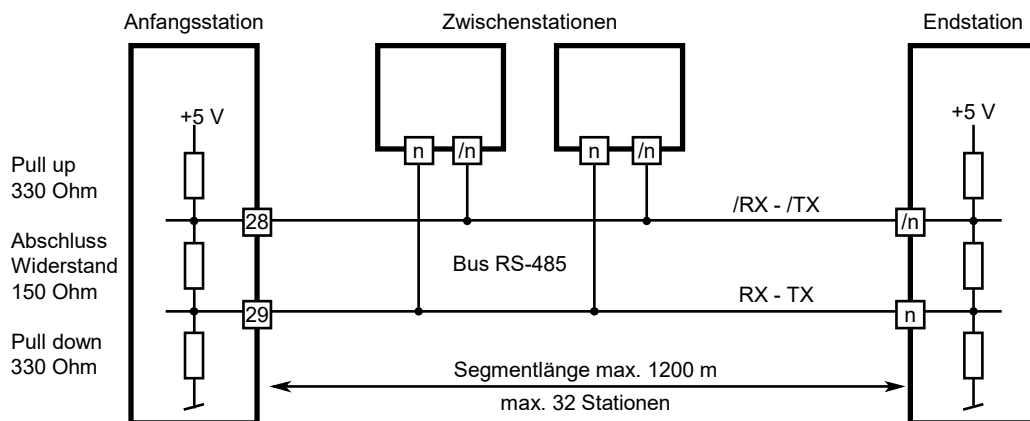 Anfangsstation
Zwischenstationen
Endstation
+5 V
+5 V
Pull up
330 Ohm
n
/n
n
/n
/RX - /TX
28
/n
Abschluss
Widerstand
150 Ohm
Bus RS-485
RX - TX
29
n
Pull down
330 Ohm
Segmentlänge max. 1200 m
max. 32 Stationen